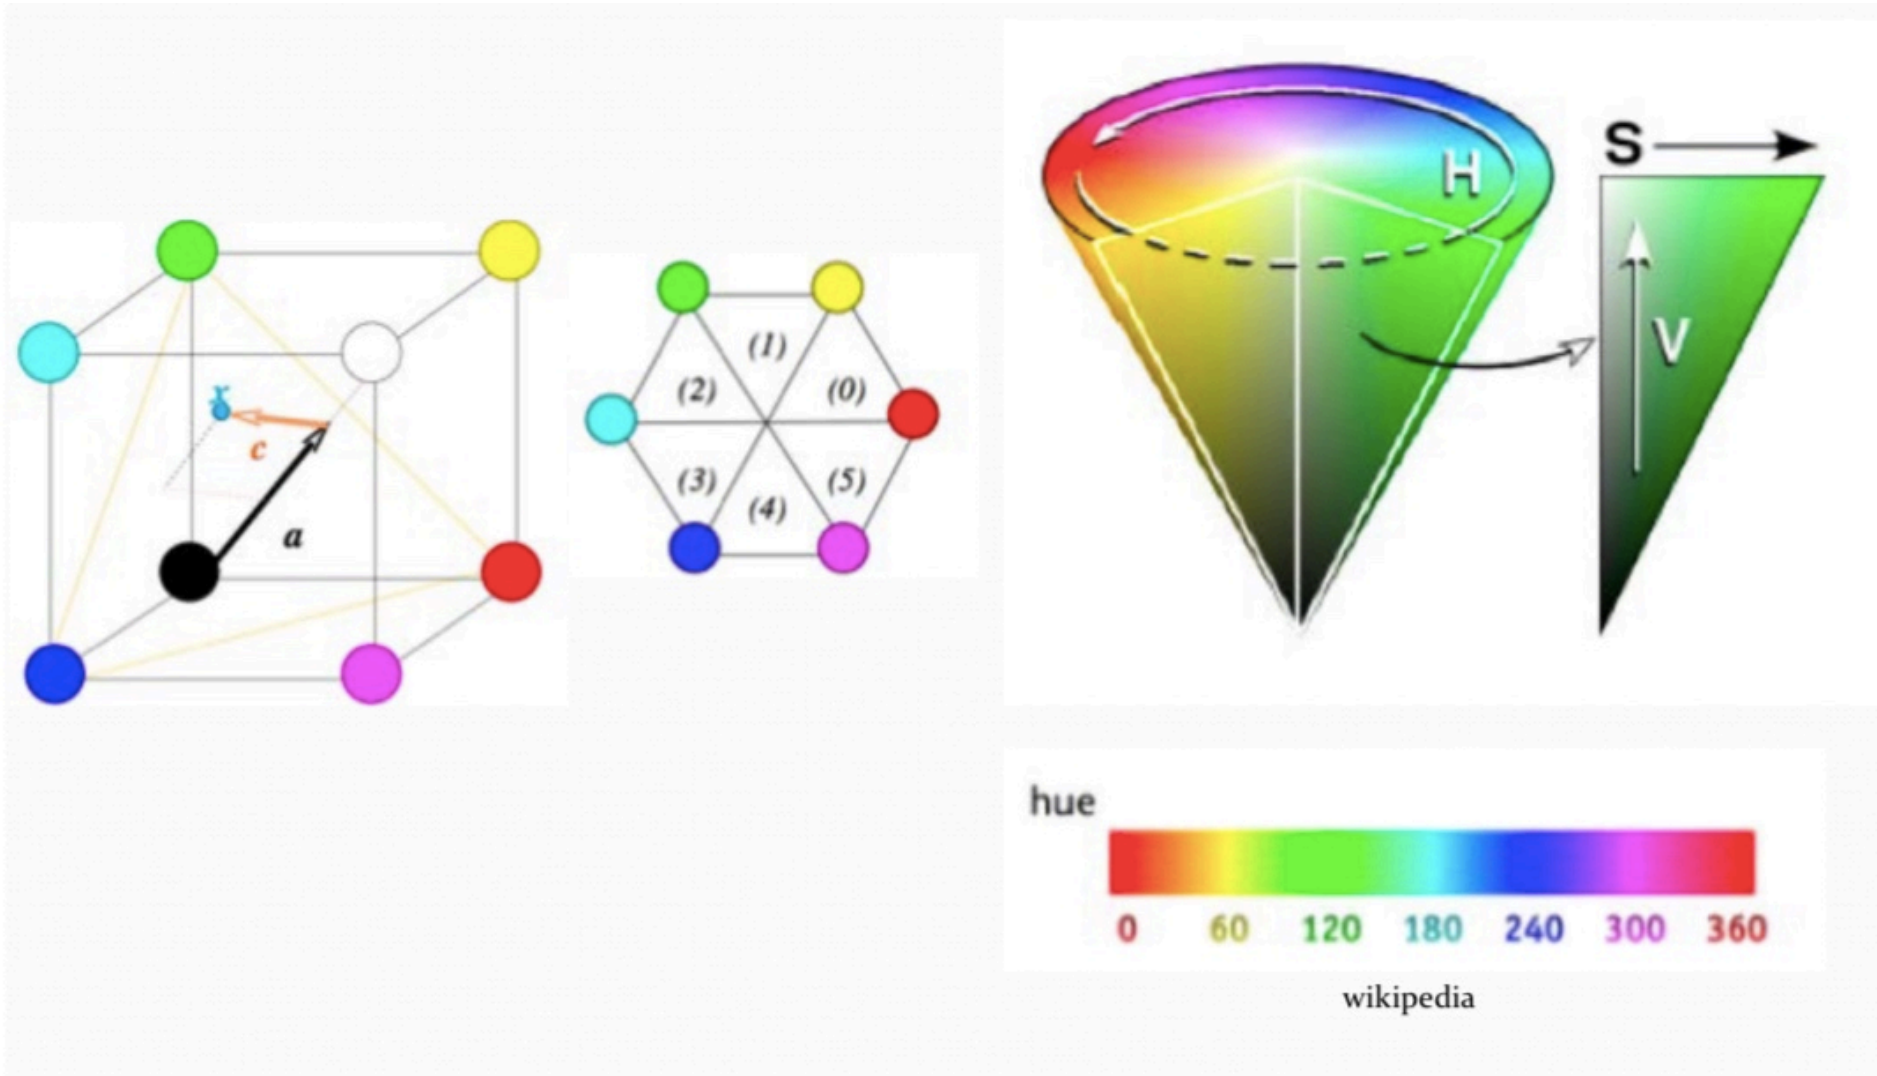 x
c
a
(1)
(2)
(0)
(3)
(5)
(4)
H
S
V
hue
0 60 120 180 240 300 360
wikipedia